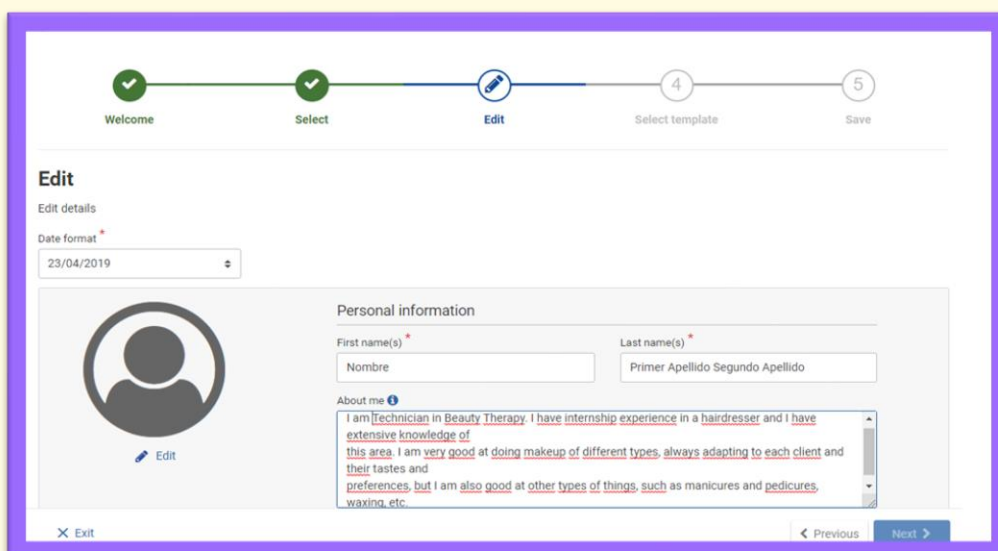 4 5
Welcome Select Edit Select template Save
Edit
Edit details
Date format *
23/04/2019
Personal information
First name(s) * Last name(s) *
Nombre Primer Apellido Segundo Apellido
About me
I am Technician in Beauty Therapy. I have internship experience in a hairdresser and I have
extensive knowledge of
this area. I am very good at doing makeup of different types, always adapting to each client and
their tastes and
preferences, but I am also good at other types of things, such as manicures and pedicures,
waxing, etc.
Edit
Exit Previous Next